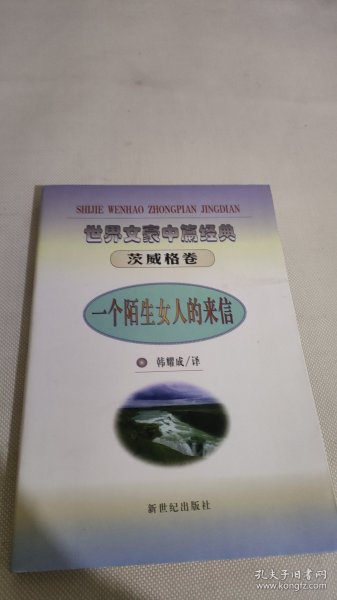 SHIJIE WENHAO ZHONGPIAN JINGDIAN
世界文豪中篇经典
茨威格卷
一个陌生女人的来信
韩耀成/译
新世纪出版社
孔夫子旧书网
kongfz.com